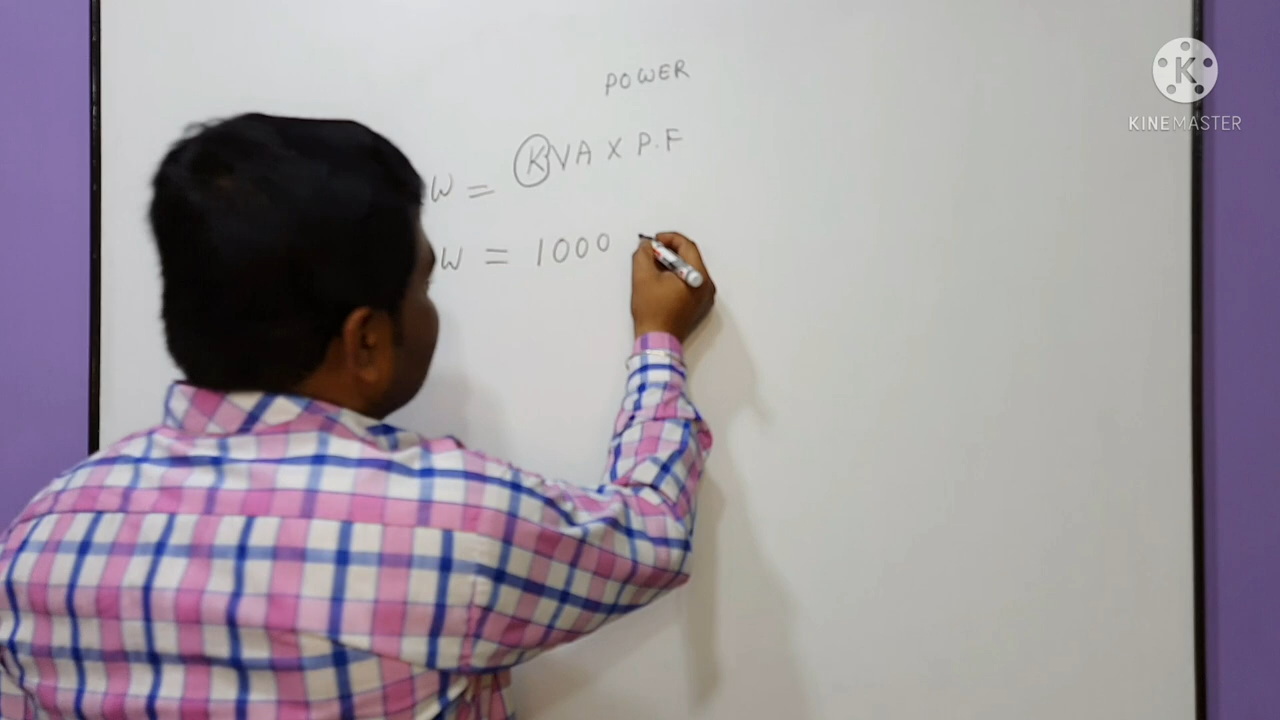 POWER
W = KVA X P.F
W = 1000
K
KINEMASTER